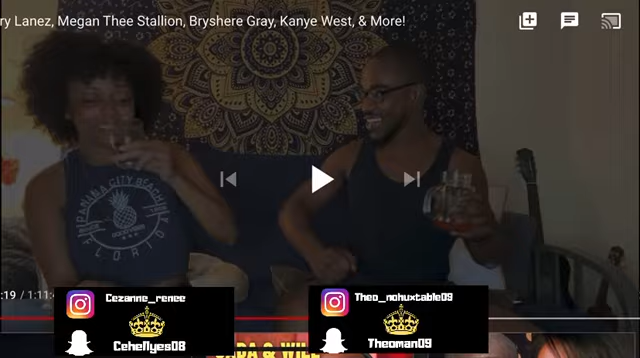 ry Lanez, Megan Thee Stallion, Bryshere Gray, Kanye West, & More!
PANAMA CITY BEACH
FLORIDA
:19 / 1:11:
Cezanne_renee
Theo_nohuxtable09
Theoman09
& WILL